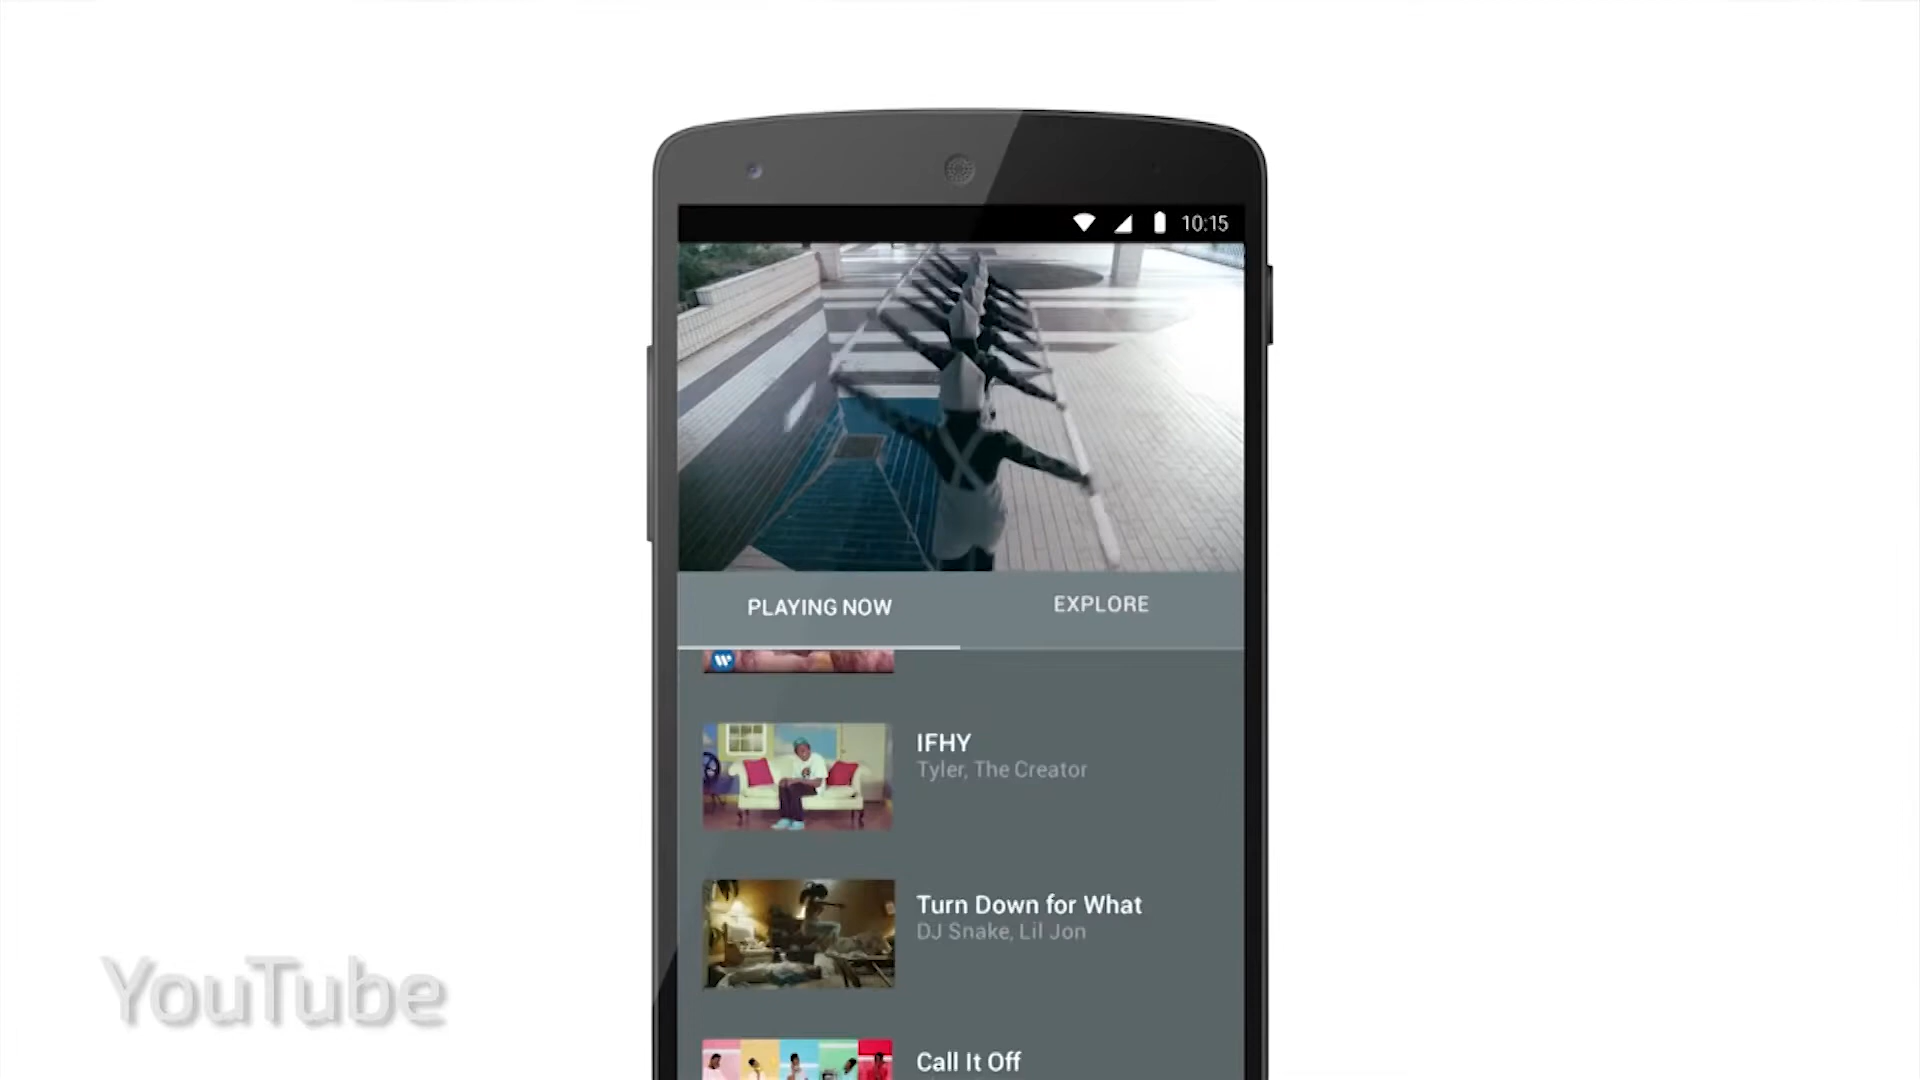 10:15
PLAYING NOW
EXPLORE
IFHY
Tyler, The Creator
Turn Down for What
DJ Snake, Lil Jon
Call It Off
YouTube